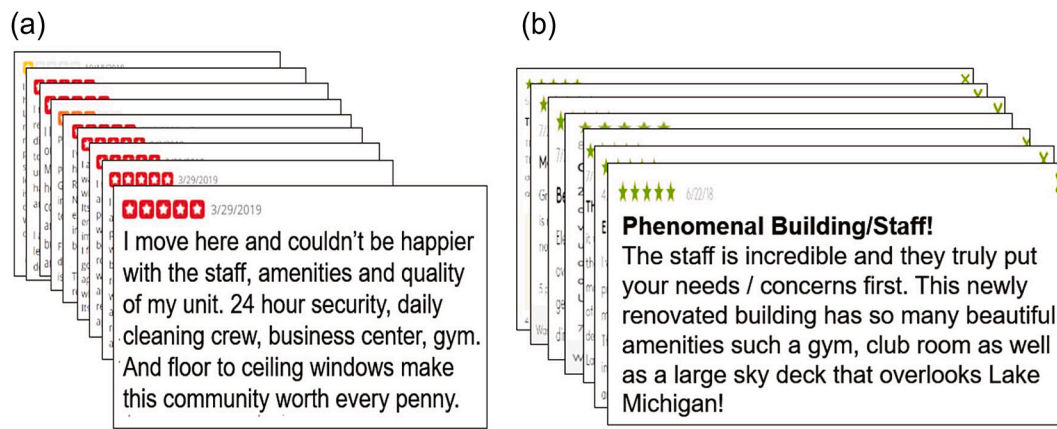 (a)
(b)
3/29/2019
3/29/2019
I move here and couldn't be happier
with the staff, amenities and quality
of my unit. 24 hour security, daily
cleaning crew, business center, gym.
And floor to ceiling windows make
this community worth every penny.
6/22/18
Phenomenal Building/Staff!
The staff is incredible and they truly put
your needs / concerns first. This newly
renovated building has so many beautiful
amenities such a gym, club room as well
as a large sky deck that overlooks Lake
Michigan!